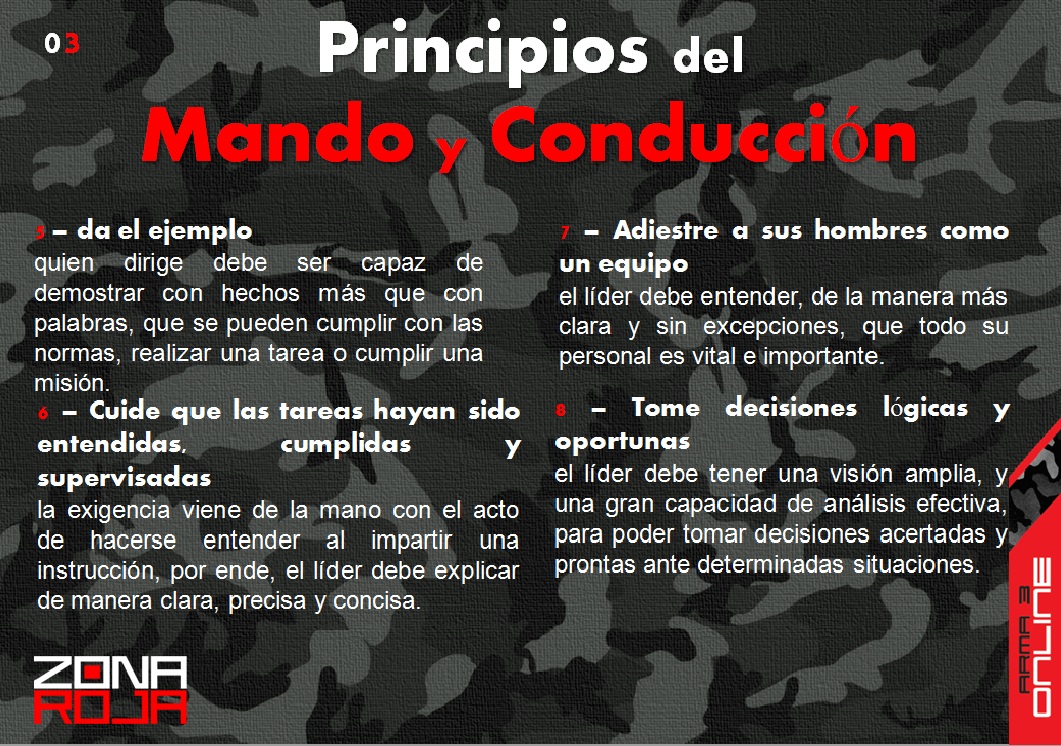 03
Principios del
Mando y Conducción
5 – da el ejemplo
quien dirige debe ser capaz de
demostrar con hechos más que con
palabras, que se pueden cumplir con las
normas, realizar una tarea o cumplir una
misión.
6 – Cuide que las tareas hayan sido
entendidas, cumplidas y
supervisadas
la exigencia viene de la mano con el acto
de hacerse entender al impartir una
instrucción, por ende, el líder debe explicar
de manera clara, precisa y concisa.
7 – Adiestre a sus hombres como
un equipo
el líder debe entender, de la manera más
clara y sin excepciones, que todo su
personal es vital e importante.
8 – Tome decisiones lógicas y
oportunas
el líder debe tener una visión amplia, y
una gran capacidad de análisis efectiva,
para poder tomar decisiones acertadas y
prontas ante determinadas situaciones.
ZONA
ROJA
ARMA 3
ONLINE